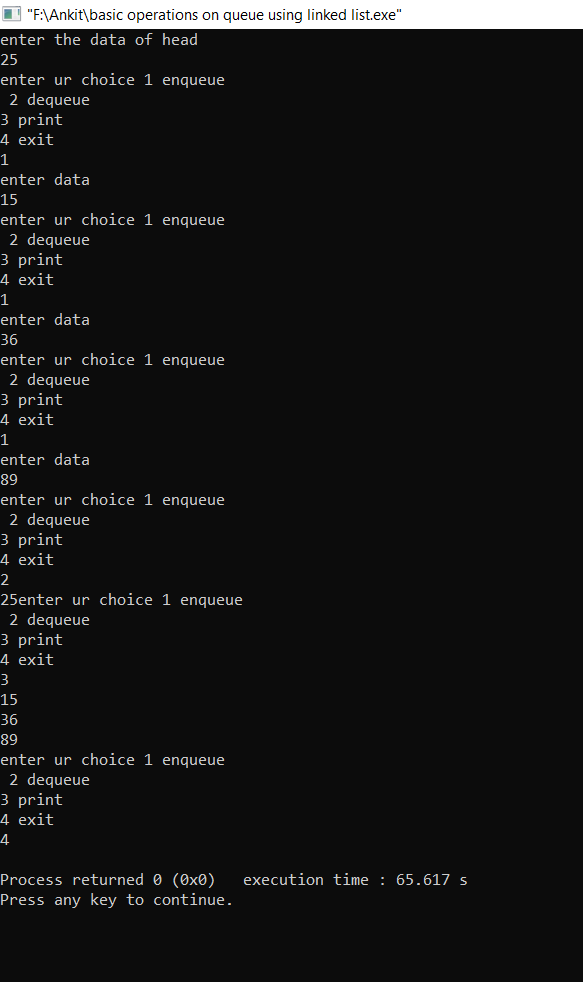 "F:\Ankit\basic operations on queue using linked list.exe"
enter the data of head
25
enter ur choice 1 enqueue
 2 dequeue
3 print
4 exit
1
enter data
15
enter ur choice 1 enqueue
 2 dequeue
3 print
4 exit
1
enter data
36
enter ur choice 1 enqueue
 2 dequeue
3 print
4 exit
1
enter data
89
enter ur choice 1 enqueue
 2 dequeue
3 print
4 exit
2
25enter ur choice 1 enqueue
 2 dequeue
3 print
4 exit
3
15
36
89
enter ur choice 1 enqueue
 2 dequeue
3 print
4 exit
4

Process returned 0 (0x0)   execution time : 65.617 s
Press any key to continue.